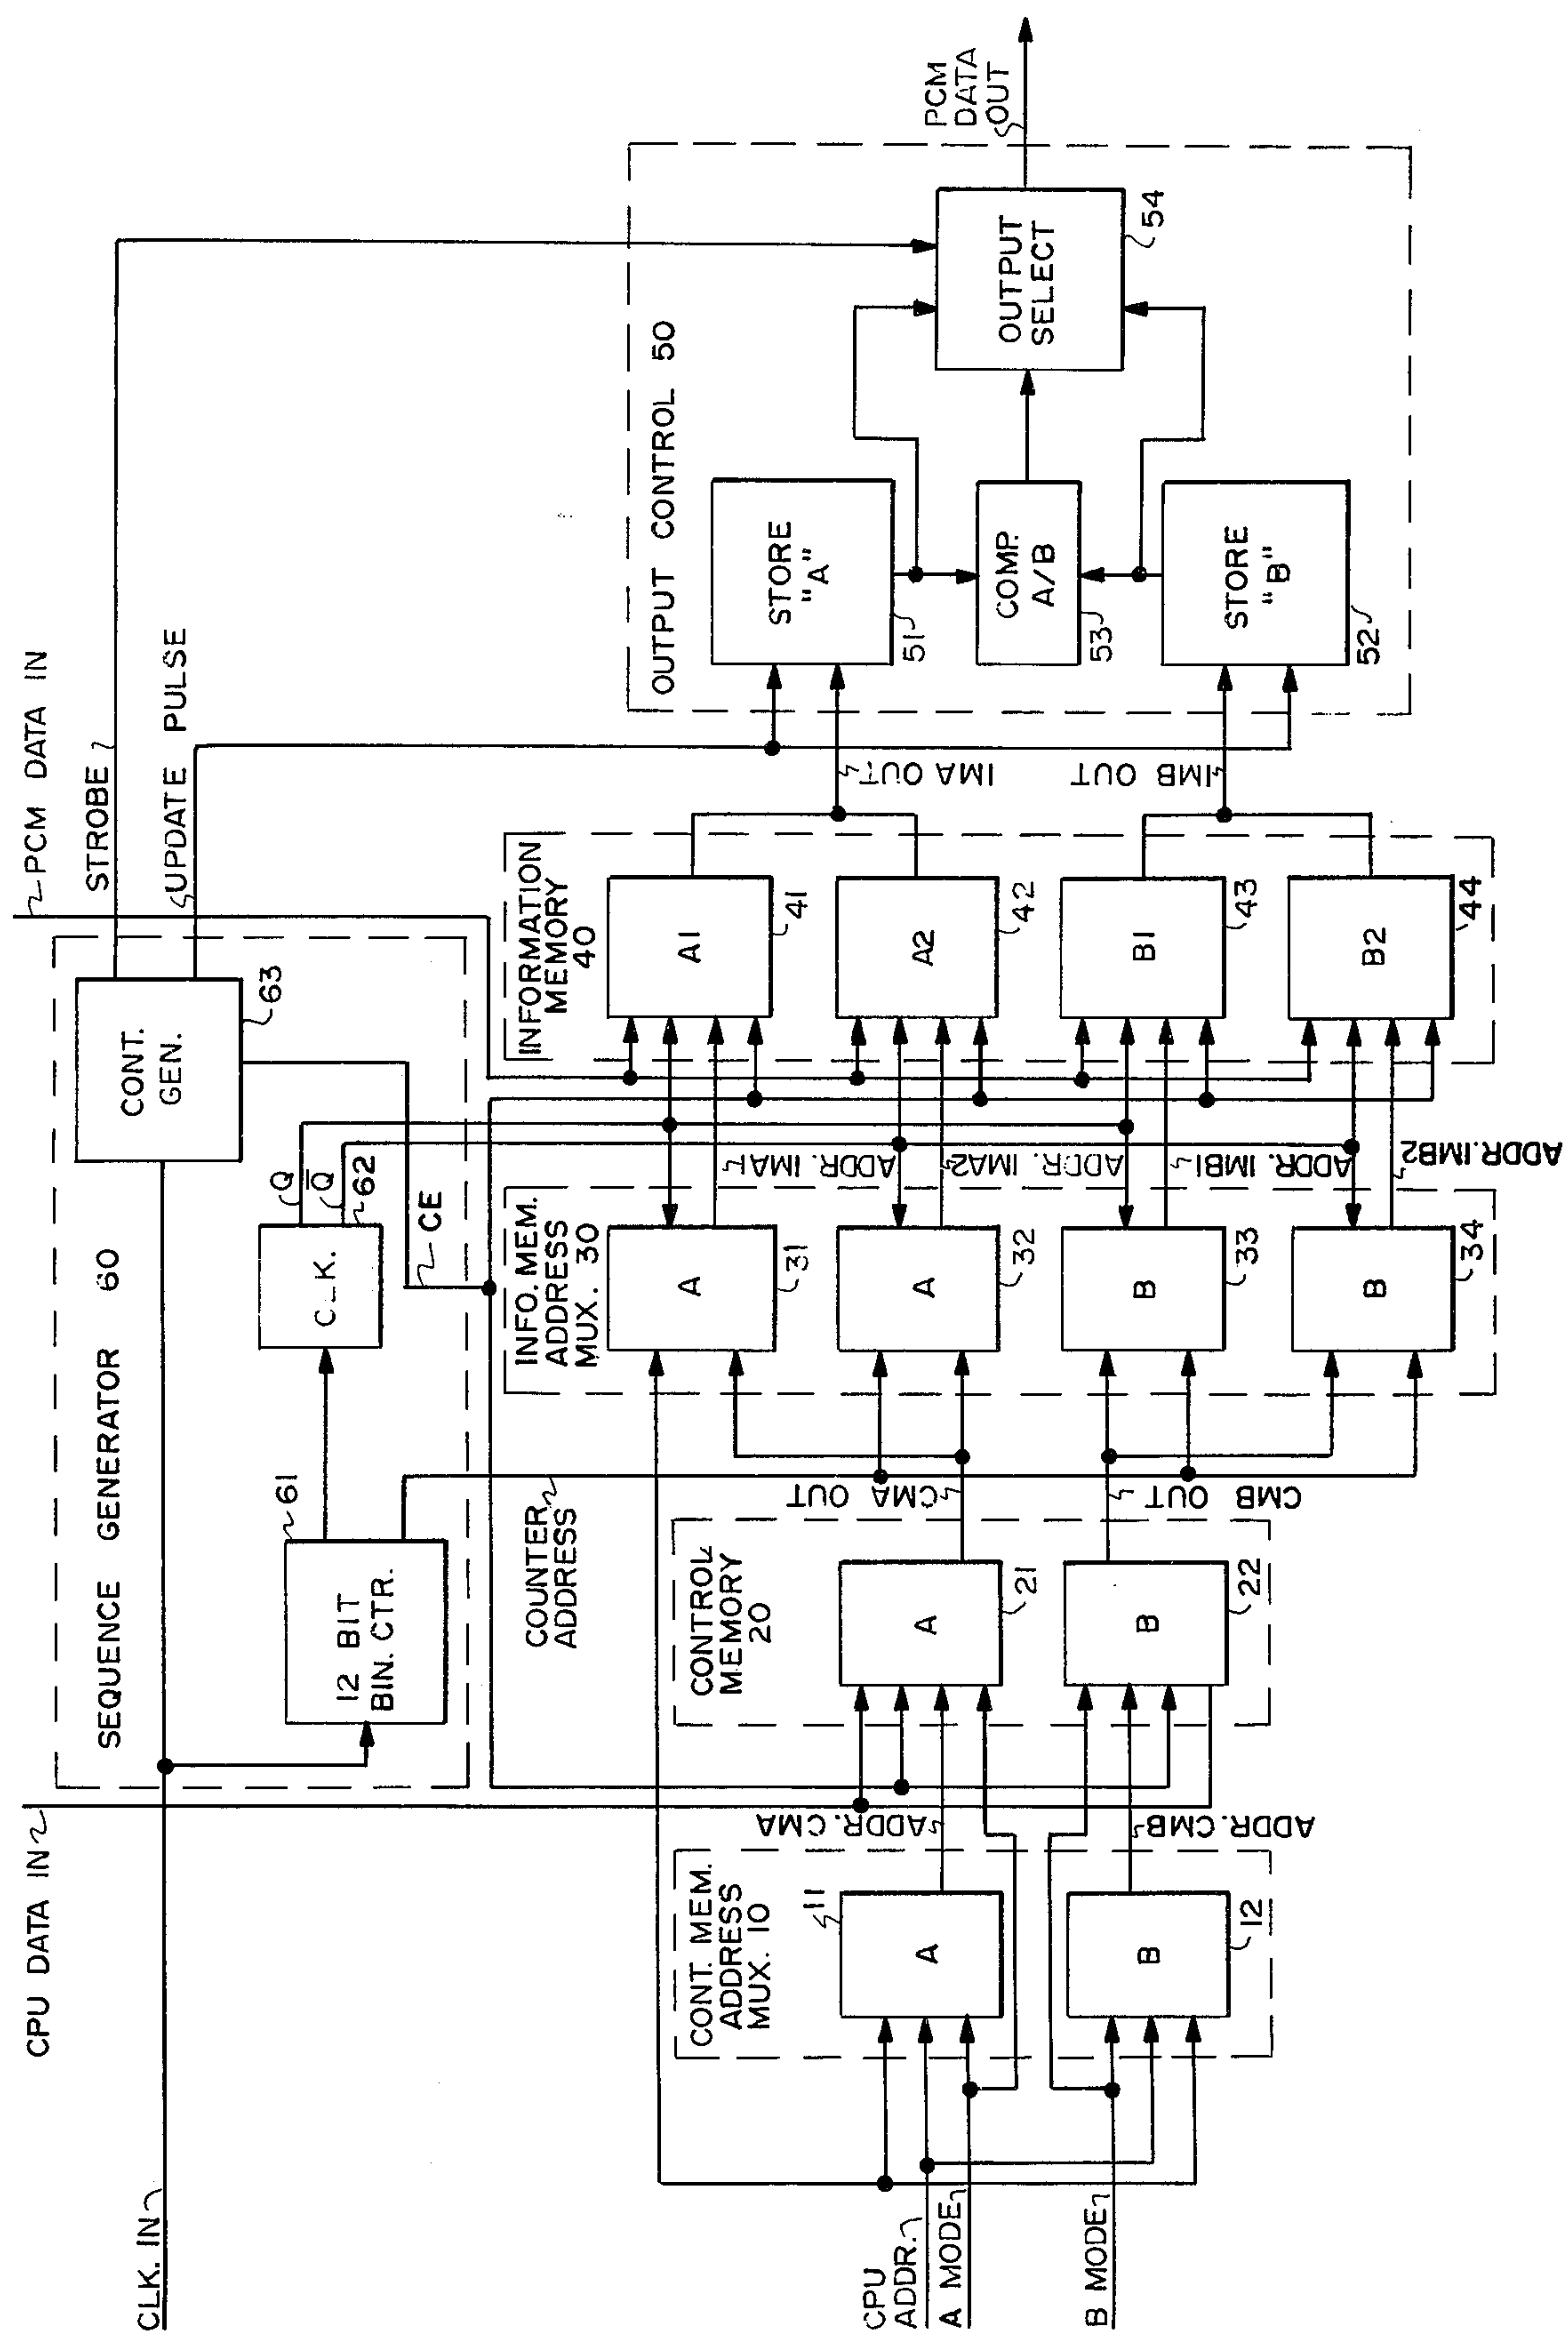 CLK. IN
CPU DATA IN
PCM DATA IN
SEQUENCE GENERATOR 60
12 BIT
BIN. CTR.
61
CLK.
62
Q
Q̅
CE
CONT.
GEN.
63
STROBE
UPDATE PULSE
COUNTER
ADDRESS
CPU
ADDR.
A MODE
B MODE
CONT. MEM.
ADDRESS
MUX. 10
A
11
B
12
ADDR. CMA
ADDR. CMB
CONTROL
MEMORY
20
A
21
B
22
CMA OUT
CMB OUT
INFO. MEM.
ADDRESS
MUX. 30
A
31
A
32
B
33
B
34
ADDR. IMA1
ADDR. IMA2
ADDR. IMB1
ADDR. IMB2
INFORMATION
MEMORY
40
A1
41
A2
42
B1
43
B2
44
IMA OUT
IMB OUT
OUTPUT CONTROL 50
STORE
"A"
51
COMP.
A/B
53
STORE
"B"
52
OUTPUT
SELECT
54
PCM
DATA
OUT